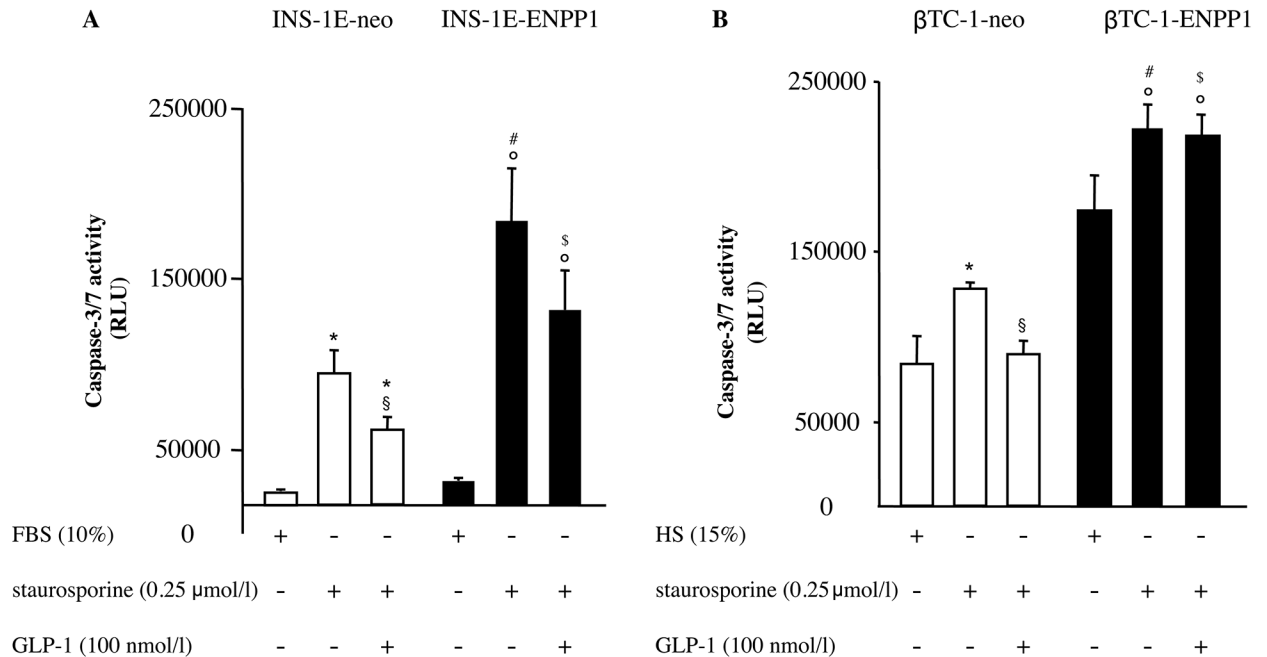 A INS-1E-neo INS-1E-ENPP1
250000
150000
50000
0
Caspase-3/7 activity
(RLU)
* * § # ° $ °
FBS (10%) + - - + - -
staurosporine (0.25 µmol/l) - + + - + +
GLP-1 (100 nmol/l) - - + - - +
B βTC-1-neo βTC-1-ENPP1
250000
150000
50000
0
Caspase-3/7 activity
(RLU)
* § # ° $ °
HS (15%) + - - + - -
staurosporine (0.25µmol/l) - + + - + +
GLP-1 (100 nmol/l) - - + - - +